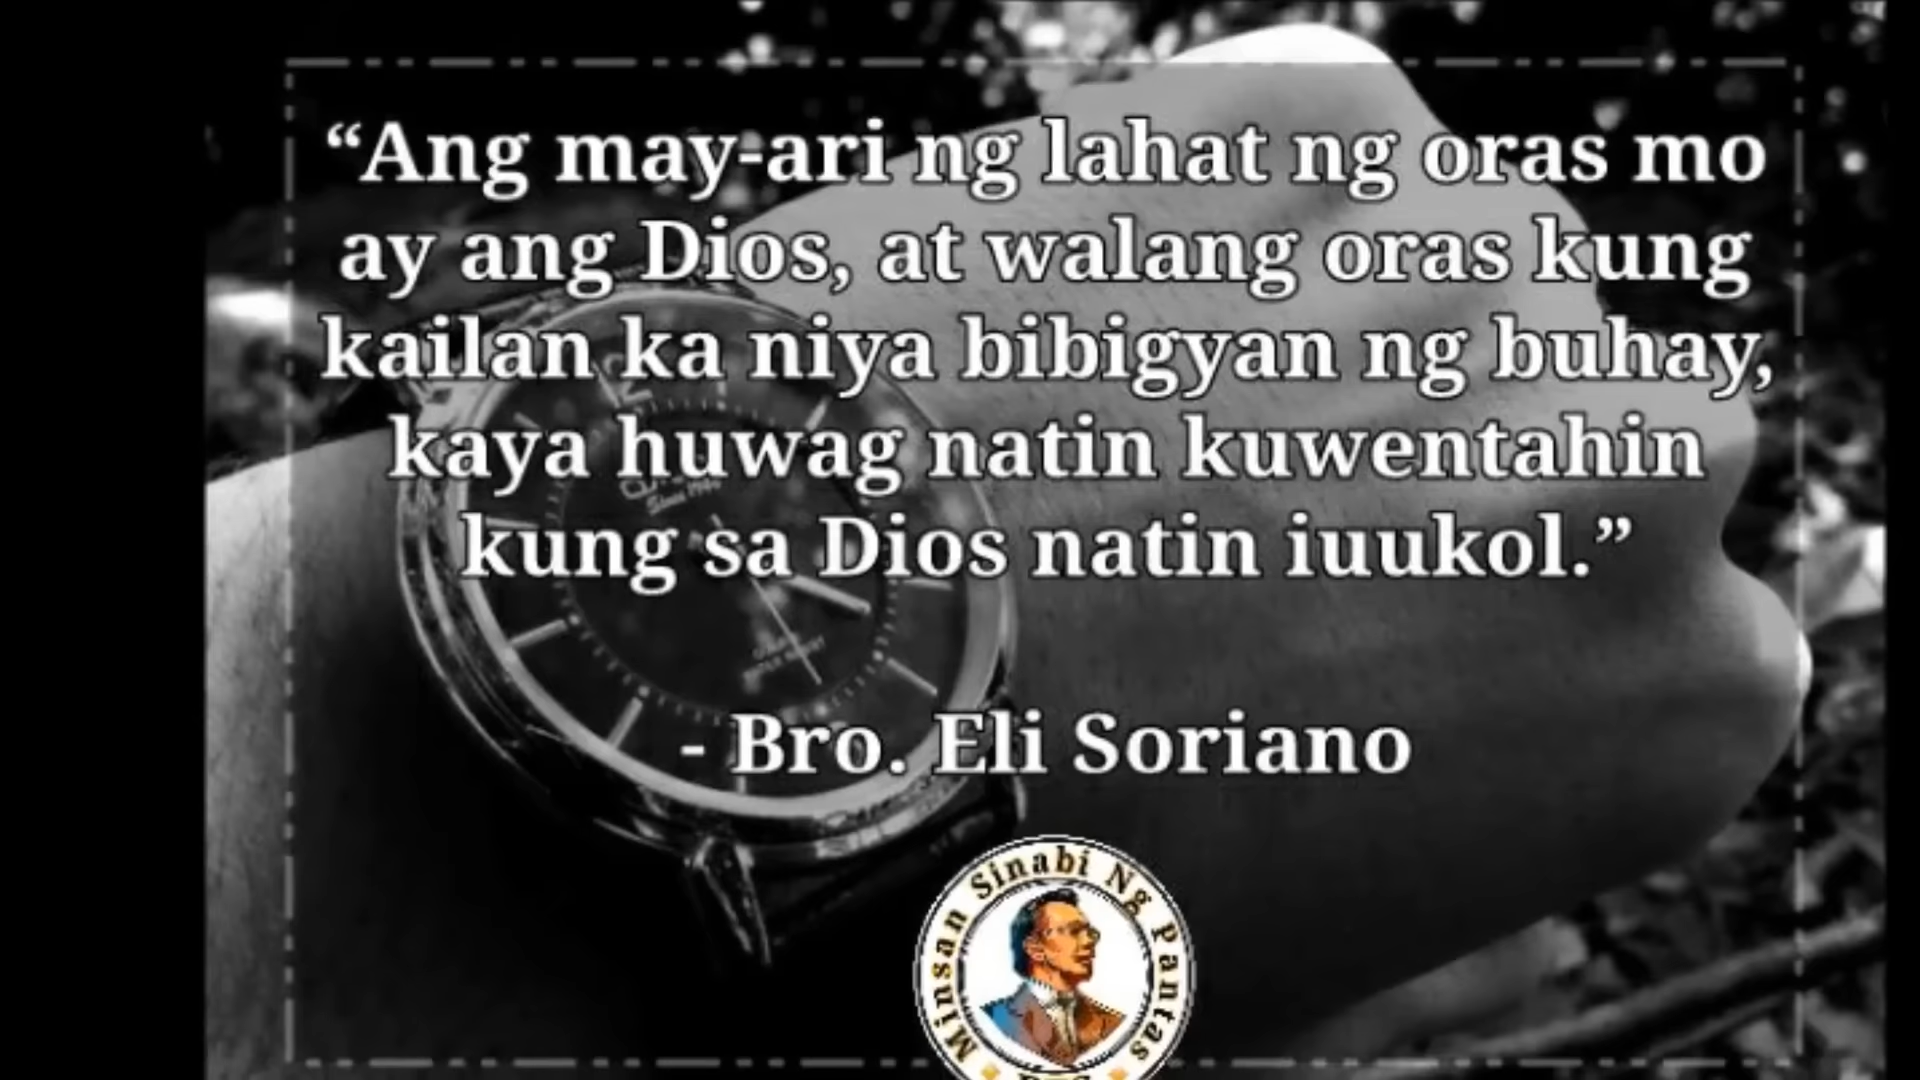 “Ang may-ari ng lahat ng oras mo
ay ang Dios, at walang oras kung
kailan ka niya bibigyan ng buhay,
kaya huwag natin kuwentahin
kung sa Dios natin iuukol.”
- Bro. Eli Soriano
Minsan Sinabi Ng Pantas